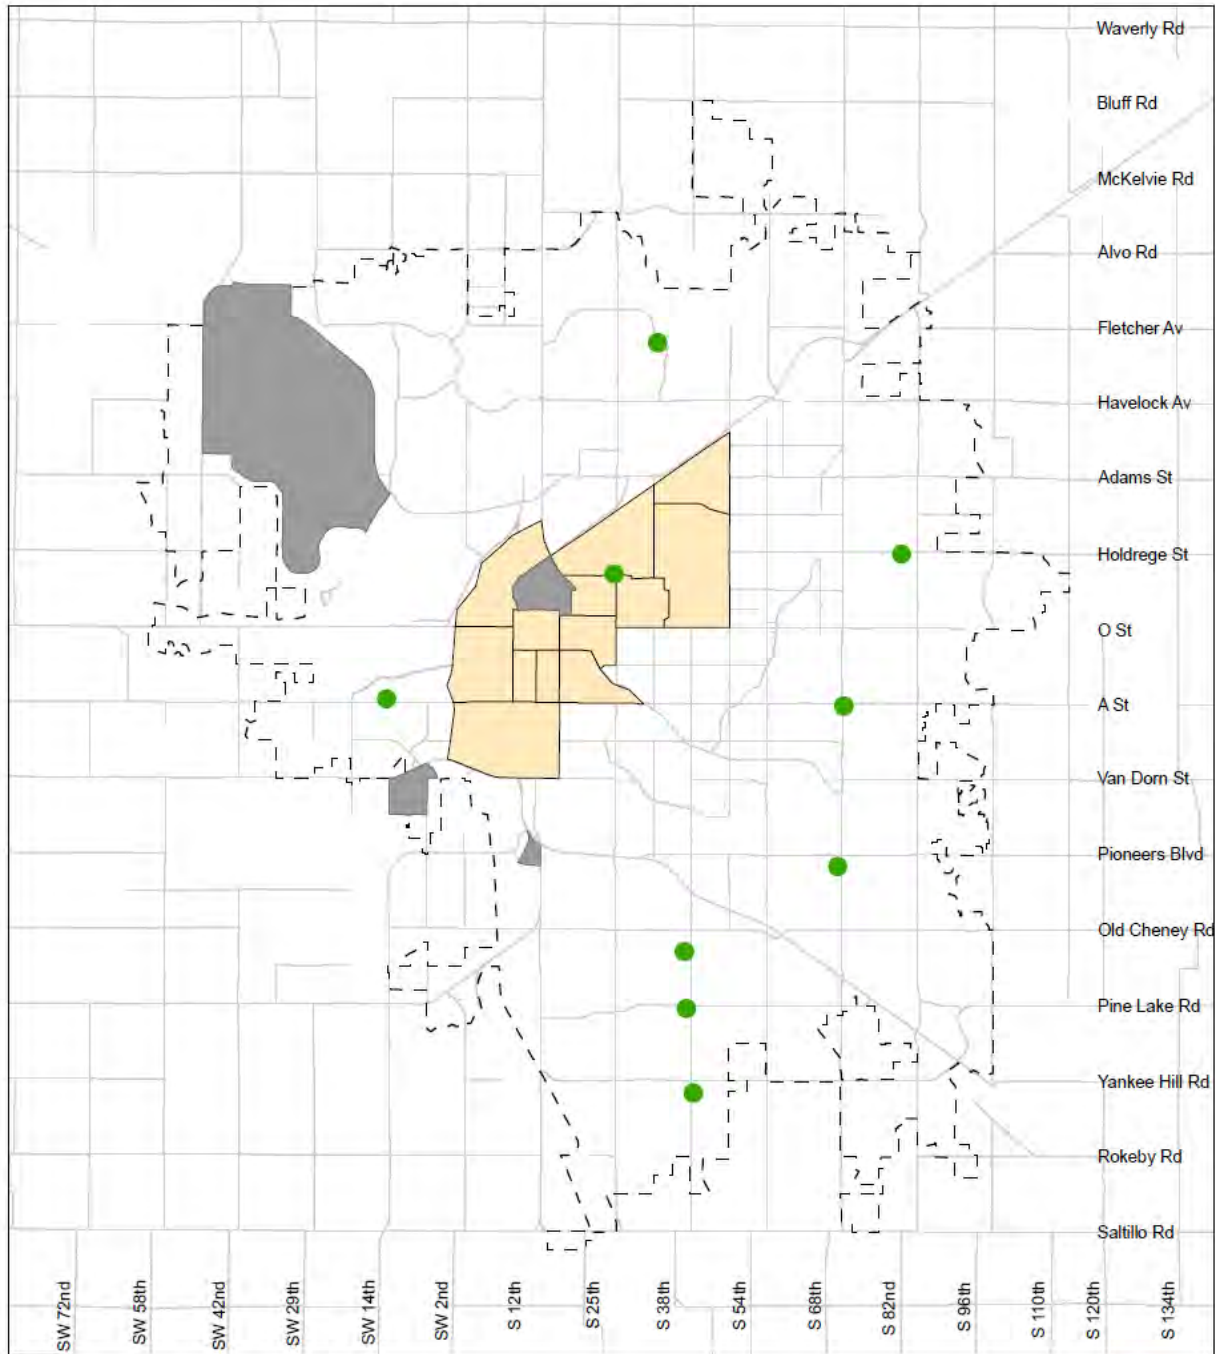 Waverly Rd
Bluff Rd
McKelvie Rd
Alvo Rd
Fletcher Av
Havelock Av
Adams St
Holdrege St
O St
A St
Van Dorn St
Pioneers Blvd
Old Cheney Rd
Pine Lake Rd
Yankee Hill Rd
Rokeby Rd
Saltillo Rd
SW 72nd
SW 58th
SW 42nd
SW 29th
SW 14th
SW 2nd
S 12th
S 25th
S 38th
S 54th
S 68th
S 82nd
S 96th
S 110th
S 120th
S 134th